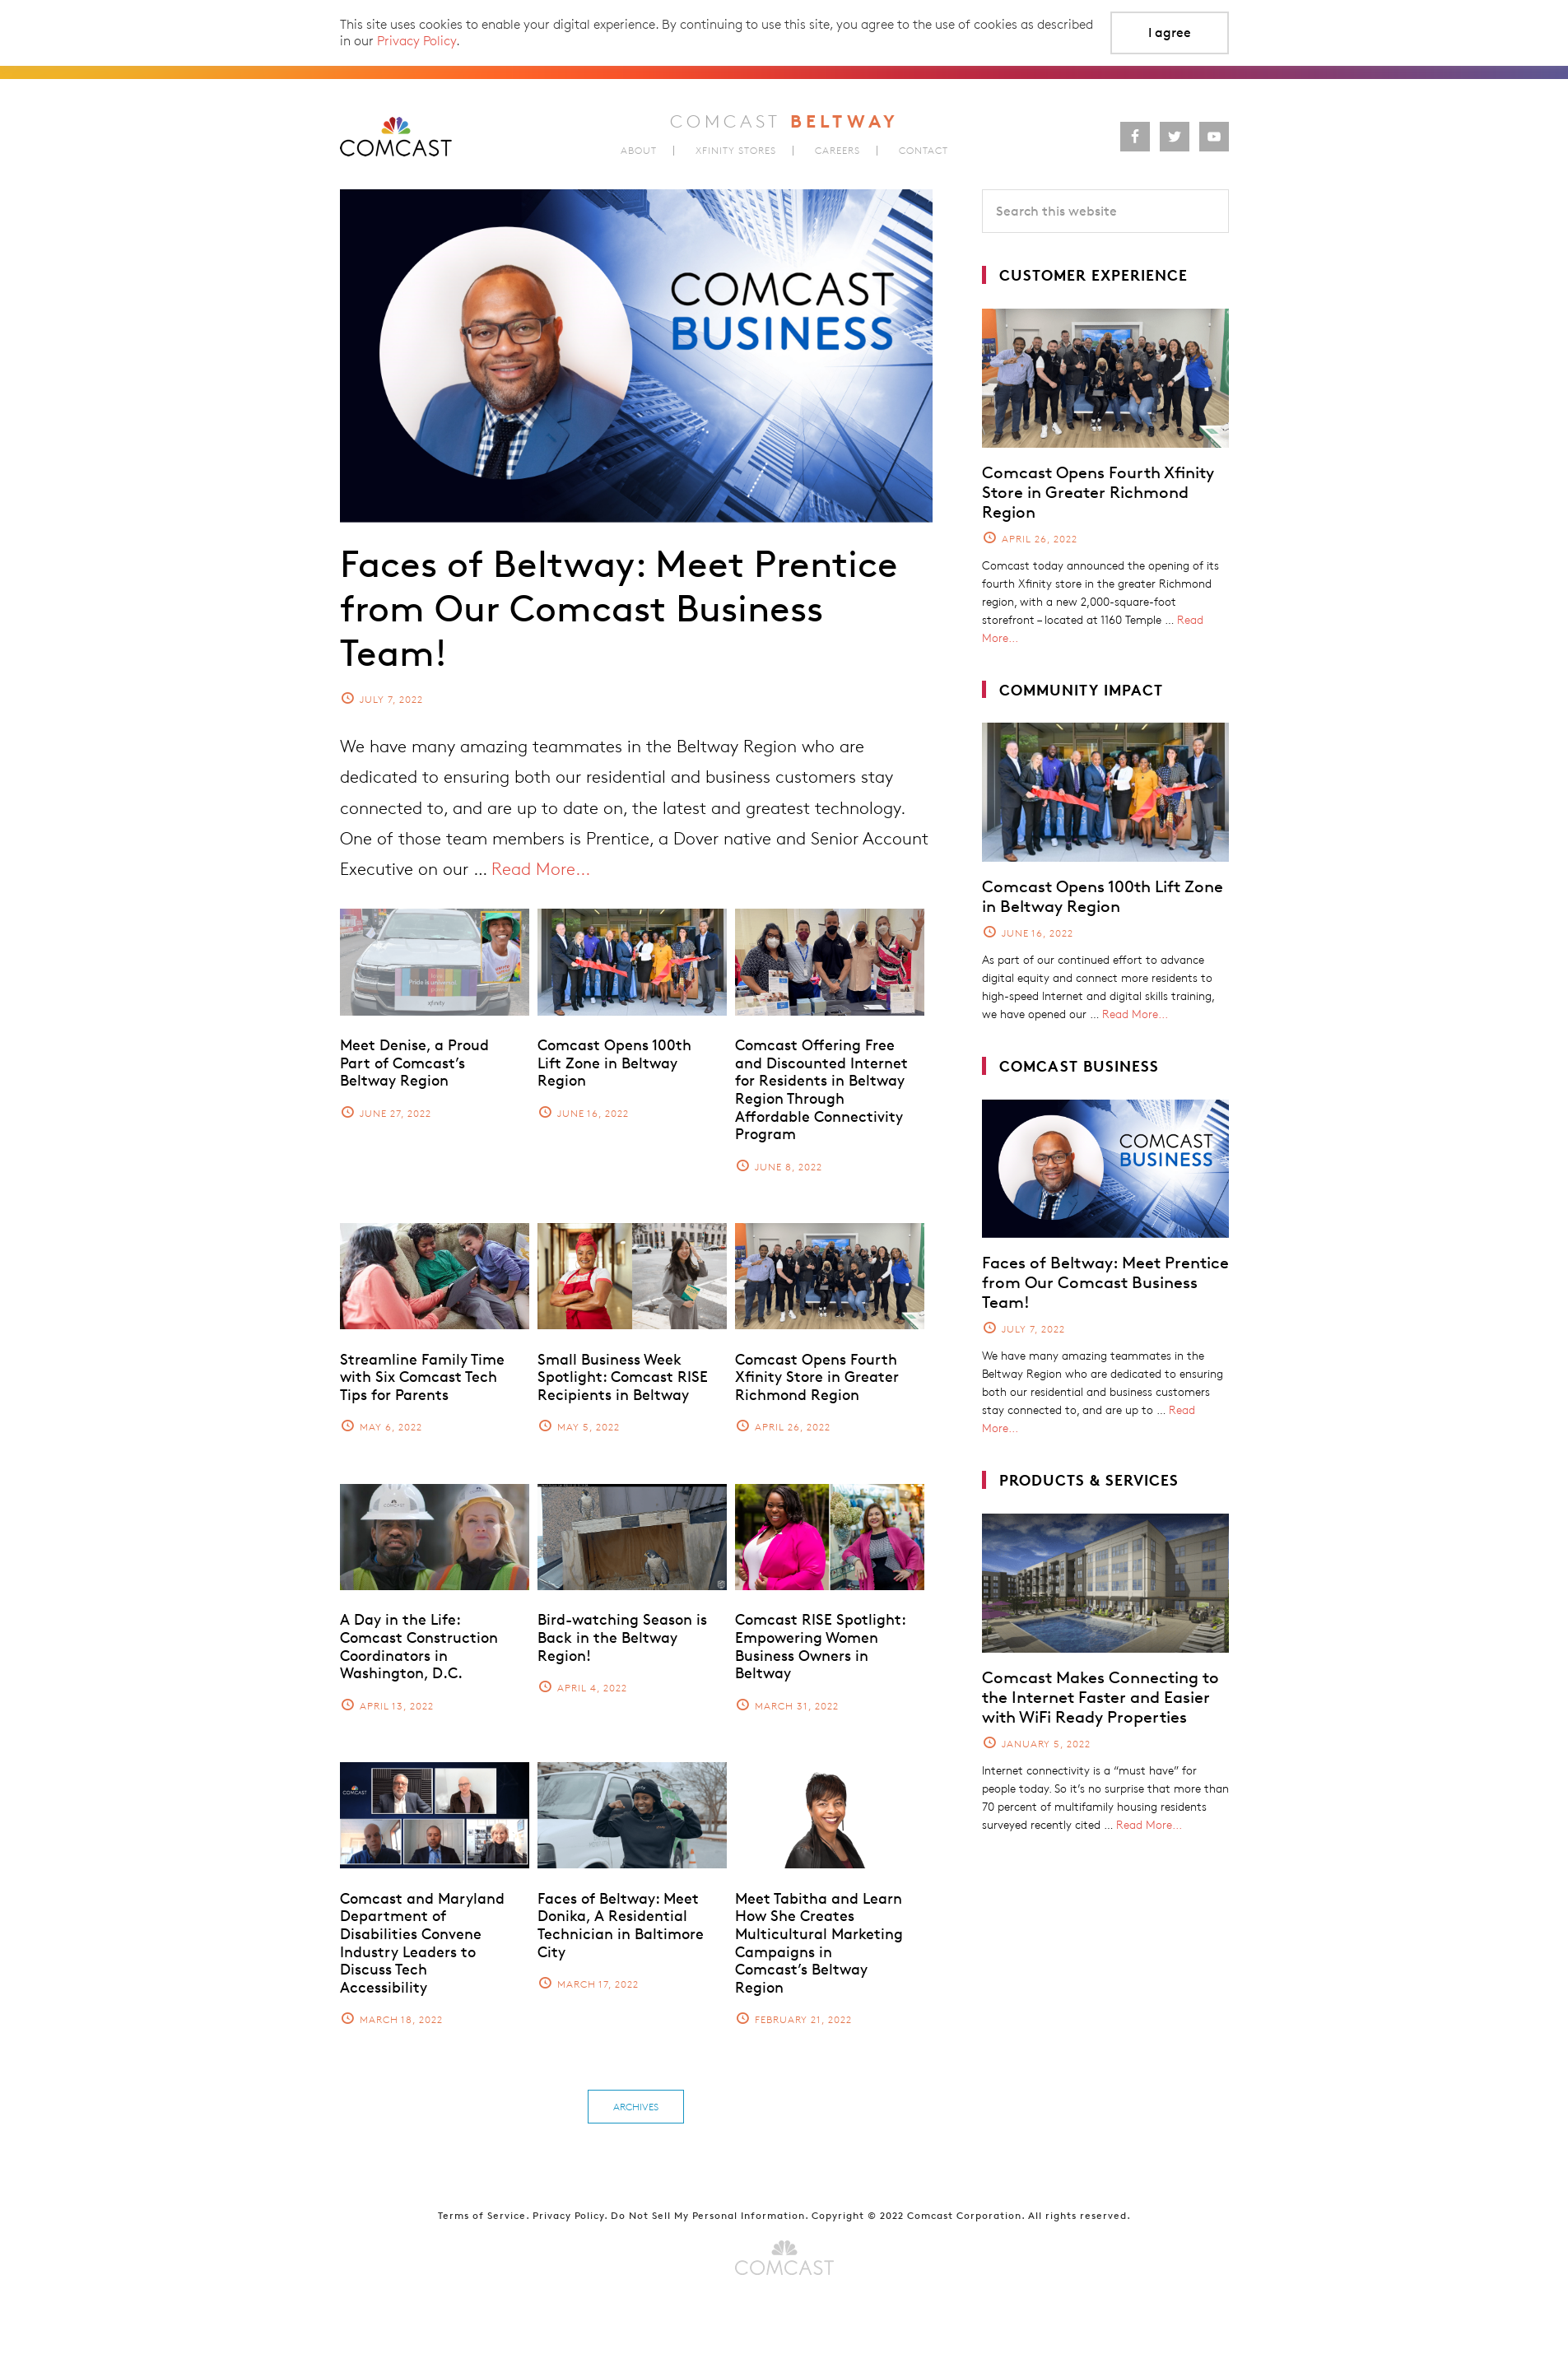 This site uses cookies to enable your digital experience. By continuing to use this site, you agree to the use of cookies as described
in our Privacy Policy.
I agree
COMCAST
COMCAST BELTWAY
ABOUT | XFINITY STORES | CAREERS | CONTACT
COMCAST
BUSINESS
Faces of Beltway: Meet Prentice
from Our Comcast Business
Team!
JULY 7, 2022
We have many amazing teammates in the Beltway Region who are
dedicated to ensuring both our residential and business customers stay
connected to, and are up to date on, the latest and greatest technology.
One of those team members is Prentice, a Dover native and Senior Account
Executive on our ... Read More...
Meet Denise, a Proud
Part of Comcast’s
Beltway Region
JUNE 27, 2022
Comcast Opens 100th
Lift Zone in Beltway
Region
JUNE 16, 2022
Comcast Offering Free
and Discounted Internet
for Residents in Beltway
Region Through
Affordable Connectivity
Program
JUNE 8, 2022
Streamline Family Time
with Six Comcast Tech
Tips for Parents
MAY 6, 2022
Small Business Week
Spotlight: Comcast RISE
Recipients in Beltway
MAY 5, 2022
Comcast Opens Fourth
Xfinity Store in Greater
Richmond Region
APRIL 26, 2022
A Day in the Life:
Comcast Construction
Coordinators in
Washington, D.C.
APRIL 13, 2022
Bird-watching Season is
Back in the Beltway
Region!
APRIL 4, 2022
Comcast RISE Spotlight:
Empowering Women
Business Owners in
Beltway
MARCH 31, 2022
COMCAST
Comcast and Maryland
Department of
Disabilities Convene
Industry Leaders to
Discuss Tech
Accessibility
MARCH 18, 2022
Faces of Beltway: Meet
Donika, A Residential
Technician in Baltimore
City
MARCH 17, 2022
Meet Tabitha and Learn
How She Creates
Multicultural Marketing
Campaigns in
Comcast’s Beltway
Region
FEBRUARY 21, 2022
ARCHIVES
Search this website
CUSTOMER EXPERIENCE
Comcast Opens Fourth Xfinity
Store in Greater Richmond
Region
APRIL 26, 2022
Comcast today announced the opening of its
fourth Xfinity store in the greater Richmond
region, with a new 2,000-square-foot
storefront – located at 1160 Temple ... Read
More...
COMMUNITY IMPACT
Comcast Opens 100th Lift Zone
in Beltway Region
JUNE 16, 2022
As part of our continued effort to advance
digital equity and connect more residents to
high-speed Internet and digital skills training,
we have opened our ... Read More...
COMCAST BUSINESS
COMCAST
BUSINESS
Faces of Beltway: Meet Prentice
from Our Comcast Business
Team!
JULY 7, 2022
We have many amazing teammates in the
Beltway Region who are dedicated to ensuring
both our residential and business customers
stay connected to, and are up to ... Read
More...
PRODUCTS & SERVICES
Comcast Makes Connecting to
the Internet Faster and Easier
with WiFi Ready Properties
JANUARY 5, 2022
Internet connectivity is a “must have” for
people today. So it’s no surprise that more than
70 percent of multifamily housing residents
surveyed recently cited ... Read More...
Terms of Service. Privacy Policy. Do Not Sell My Personal Information. Copyright © 2022 Comcast Corporation. All rights reserved.
COMCAST